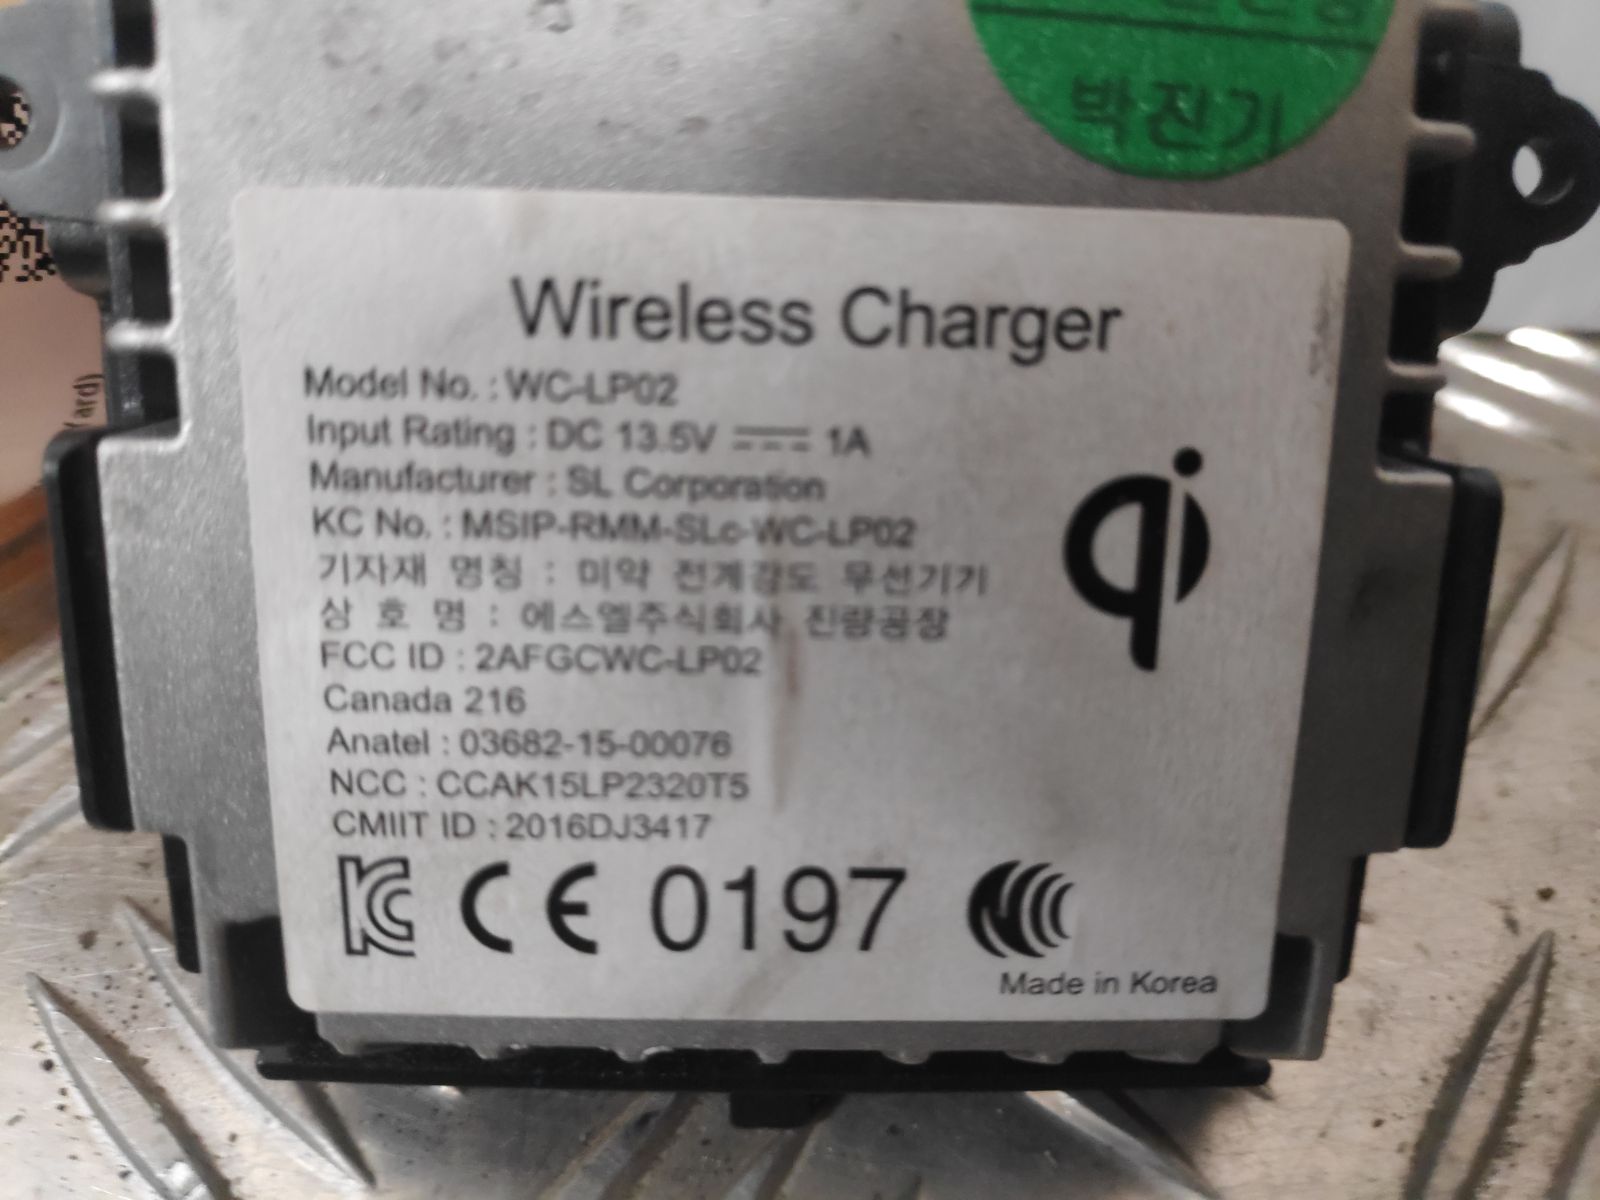 박진기
Wireless Charger
Model No. : WC-LP02
Input Rating : DC 13.5V 1A
Manufacturer : SL Corporation
KC No. : MSIP-RMM-SLc-WC-LP02
기자재 명칭 : 미약 전계강도 무선기기
상 호 명 : 에스엘주식회사 진량공장
FCC ID : 2AFGCWC-LP02
Canada 216
Anatel : 03682-15-00076
NCC : CCAK15LP2320T5
CMIIT ID : 2016DJ3417
qi
KC CE 0197 NCC
Made in Korea
ard)